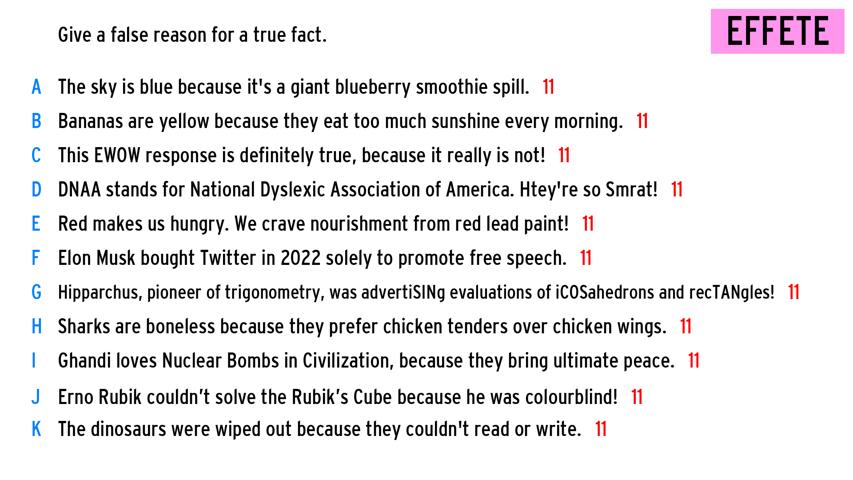 Give a false reason for a true fact.
EFFETE
A The sky is blue because it's a giant blueberry smoothie spill. 11
B Bananas are yellow because they eat too much sunshine every morning. 11
C This EWOW response is definitely true, because it really is not! 11
D DNAA stands for National Dyslexic Association of America. Htey're so Smrat! 11
E Red makes us hungry. We crave nourishment from red lead paint! 11
F Elon Musk bought Twitter in 2022 solely to promote free speech. 11
G Hipparchus, pioneer of trigonometry, was advertiSINg evaluations of iCOSahedrons and recTANgles! 11
H Sharks are boneless because they prefer chicken tenders over chicken wings. 11
I Ghandi loves Nuclear Bombs in Civilization, because they bring ultimate peace. 11
J Erno Rubik couldn’t solve the Rubik’s Cube because he was colourblind! 11
K The dinosaurs were wiped out because they couldn't read or write. 11